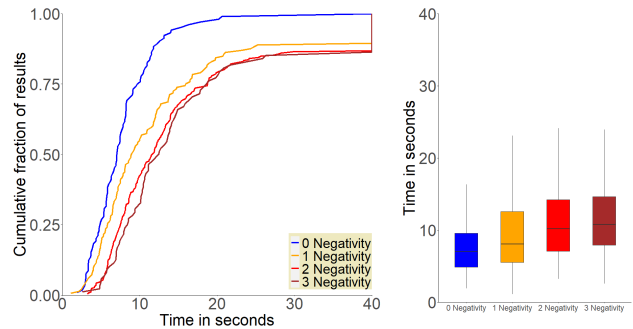 Cumulative fraction of results
1.00
0.75
0.50
0.25
0.00
0
10
20
30
40
Time in seconds
0 Negativity
1 Negativity
2 Negativity
3 Negativity
Time in seconds
40
30
20
10
0
0 Negativity
1 Negativity
2 Negativity
3 Negativity